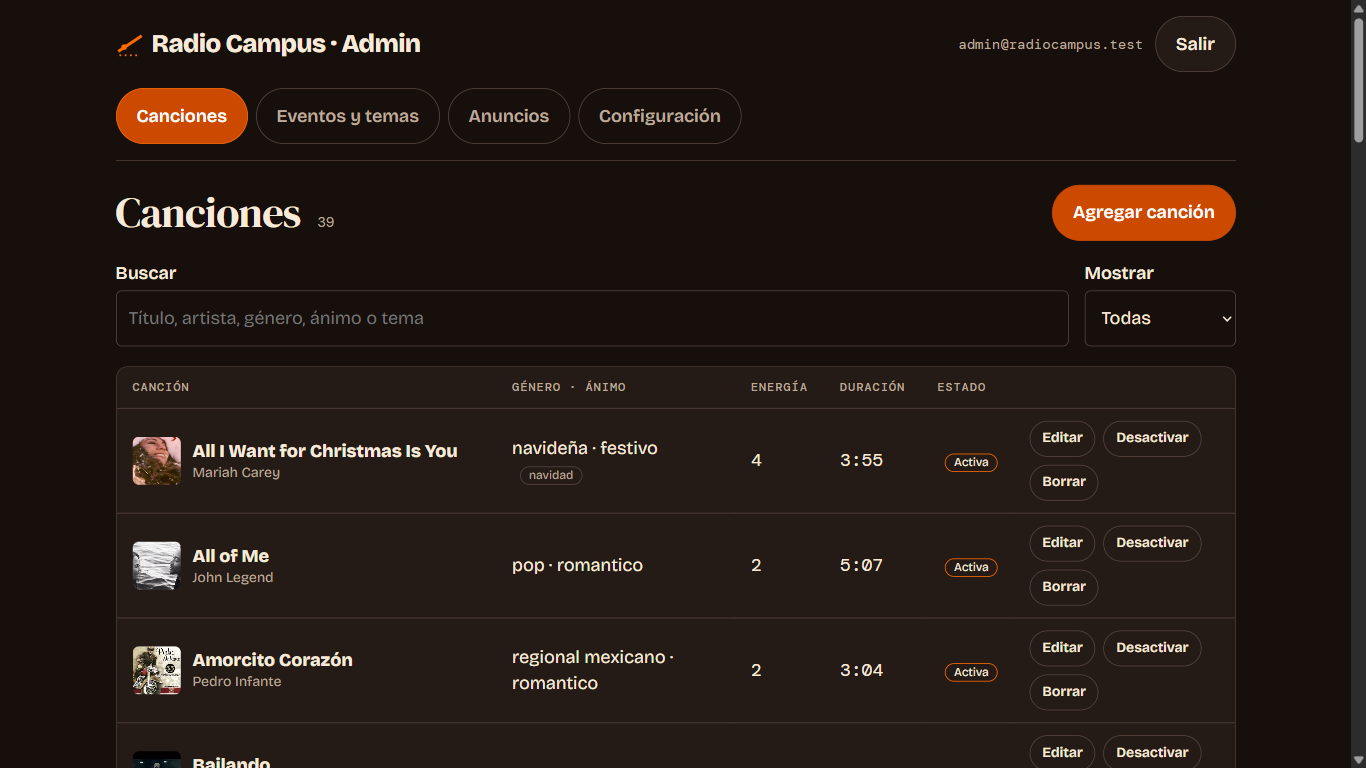 Radio Campus · Admin
admin@radiocampus.test
Salir
Canciones
Eventos y temas
Anuncios
Configuración
Canciones 39
Agregar canción
Buscar
Mostrar
Título, artista, género, ánimo o tema
Todas
CANCIÓN
GÉNERO · ÁNIMO
ENERGÍA
DURACIÓN
ESTADO
All I Want for Christmas Is You
Mariah Carey
navideña · festivo
navidad
4
3:55
Activa
Editar
Desactivar
Borrar
All of Me
John Legend
pop · romantico
2
5:07
Activa
Editar
Desactivar
Borrar
Amorcito Corazón
Pedro Infante
regional mexicano ·
romantico
2
3:04
Activa
Editar
Desactivar
Borrar
Bailando
Editar
Desactivar